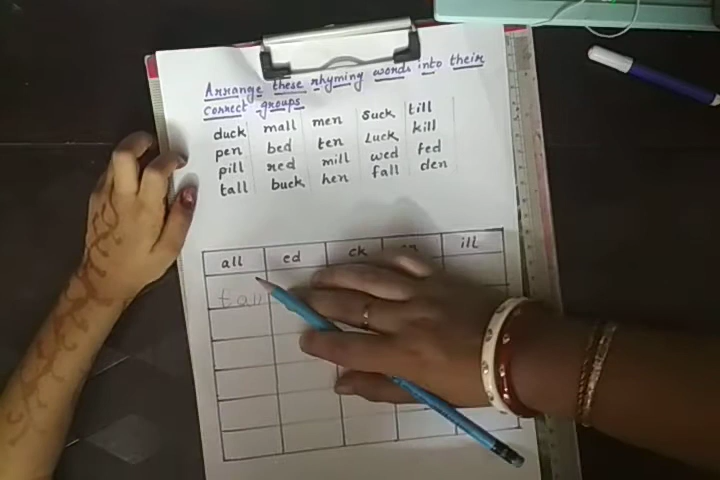 Arrange these rhyming words into their
correct groups
duck mall men suck till
pen bed ten luck kill
pill red mill wed fed
tall buck hen fall den
all ed ck ill
tall